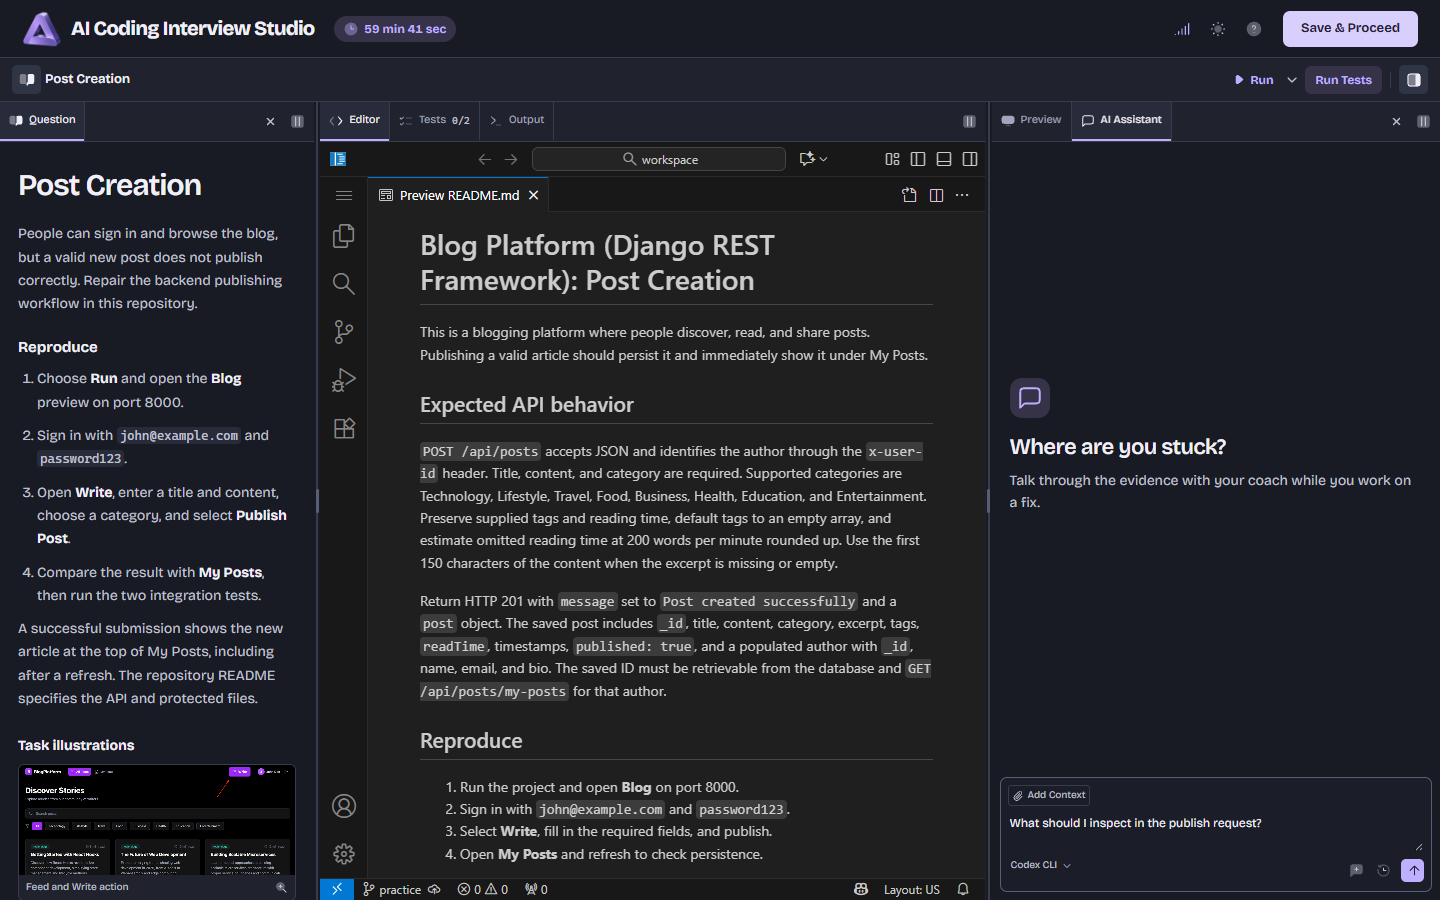 AI Coding Interview Studio
59 min 41 sec
Save & Proceed
Post Creation
Run
Run Tests
Question
Editor
Tests 0/2
Output
Preview
AI Assistant
Post Creation
People can sign in and browse the blog,
but a valid new post does not publish
correctly. Repair the backend publishing
workflow in this repository.
Reproduce
1. Choose Run and open the Blog
preview on port 8000.
2. Sign in with john@example.com and
password123.
3. Open Write, enter a title and content,
choose a category, and select Publish
Post.
4. Compare the result with My Posts,
then run the two integration tests.
A successful submission shows the new
article at the top of My Posts, including
after a refresh. The repository README
specifies the API and protected files.
Task illustrations
BlogPlatform
Write
Discover Stories
Getting Started with React Hooks
The Future of Web Development
Building Scalable Microservices
Feed and Write action
workspace
Preview README.md
Blog Platform (Django REST
Framework): Post Creation
This is a blogging platform where people discover, read, and share posts.
Publishing a valid article should persist it and immediately show it under My Posts.
Expected API behavior
POST /api/posts accepts JSON and identifies the author through the x-user-
id header. Title, content, and category are required. Supported categories are
Technology, Lifestyle, Travel, Food, Business, Health, Education, and Entertainment.
Preserve supplied tags and reading time, default tags to an empty array, and
estimate omitted reading time at 200 words per minute rounded up. Use the first
150 characters of the content when the excerpt is missing or empty.
Return HTTP 201 with message set to Post created successfully and a
post object. The saved post includes _id, title, content, category, excerpt, tags,
readTime, timestamps, published: true, and a populated author with _id,
name, email, and bio. The saved ID must be retrievable from the database and GET
/api/posts/my-posts for that author.
Reproduce
1. Run the project and open Blog on port 8000.
2. Sign in with john@example.com and password123.
3. Select Write, fill in the required fields, and publish.
4. Open My Posts and refresh to check persistence.
practice
0 0
0
Layout: US
Where are you stuck?
Talk through the evidence with your coach while you work on
a fix.
Add Context
What should I inspect in the publish request?
Codex CLI